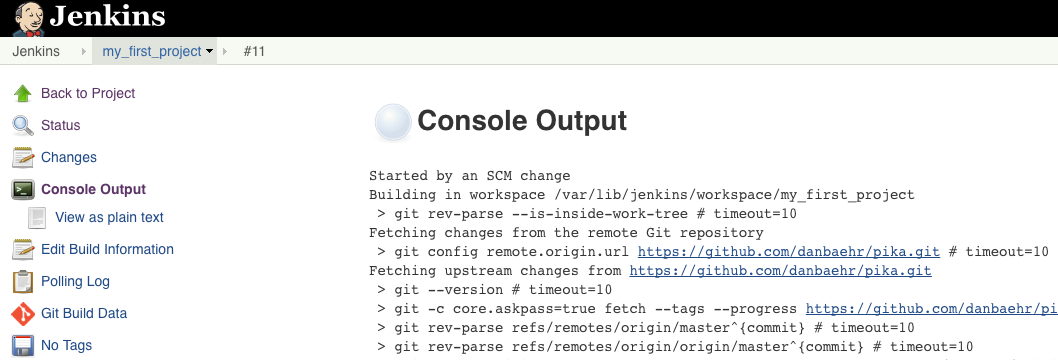 Jenkins
Jenkins my_first_project #11
Back to Project
Status
Changes
Console Output
View as plain text
Edit Build Information
Polling Log
Git Build Data
No Tags
Console Output
Started by an SCM change
Building in workspace /var/lib/jenkins/workspace/my_first_project
> git rev-parse --is-inside-work-tree # timeout=10
Fetching changes from the remote Git repository
> git config remote.origin.url https://github.com/danbaehr/pika.git # timeout=10
Fetching upstream changes from https://github.com/danbaehr/pika.git
> git --version # timeout=10
> git -c core.askpass=true fetch --tags --progress https://github.com/danbaehr/pi
> git rev-parse refs/remotes/origin/master^{commit} # timeout=10
> git rev-parse refs/remotes/origin/origin/master^{commit} # timeout=10